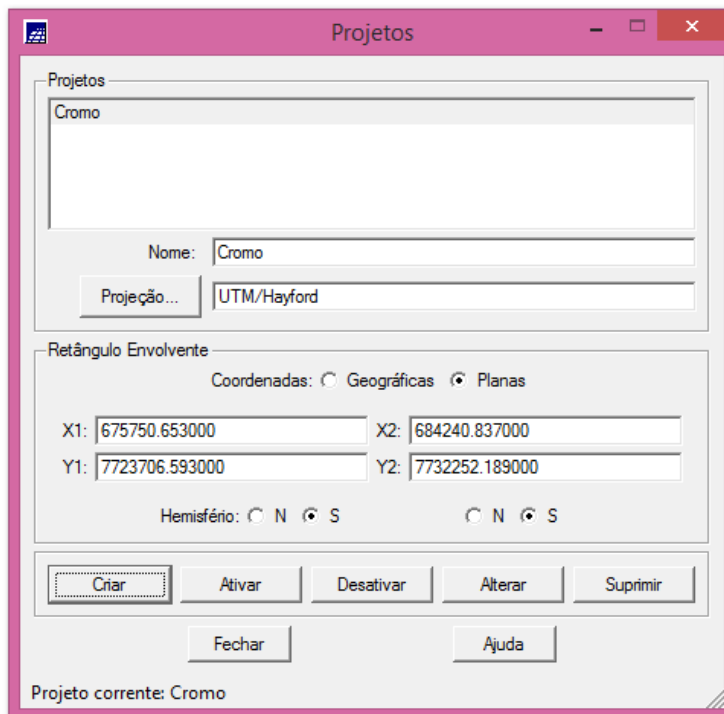 Projetos
Projetos
Cromo
Nome: Cromo
Projeção... UTM/Hayford
Retângulo Envolvente
Coordenadas: Geográficas Planas
X1: 675750.653000 X2: 684240.837000
Y1: 7723706.593000 Y2: 7732252.189000
Hemisfério: N S N S
Criar Ativar Desativar Alterar Suprimir
Fechar Ajuda
Projeto corrente: Cromo